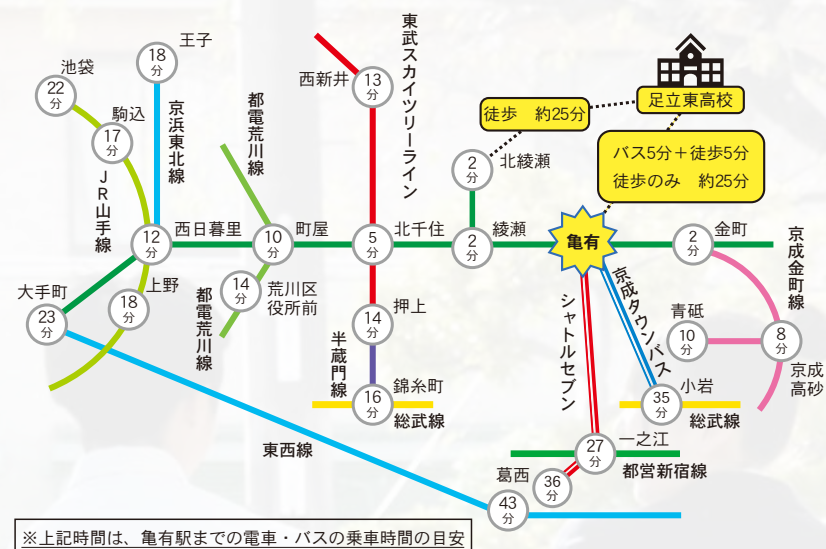 王子
18分
池袋
22分
駒込
17分
京浜東北線
JR山手線
都電荒川線
東武スカイツリーライン
西新井
13分
足立東高校
徒歩 約25分
バス5分＋徒歩5分
徒歩のみ 約25分
2分
北綾瀬
12分
西日暮里
10分
町屋
5分
北千住
2分
綾瀬
亀有
2分
金町
京成金町線
大手町
23分
18分
上野
都電荒川線
14分
荒川区
役所前
14分
押上
半蔵門線
16分
錦糸町
総武線
シャトルセブン
京成タウンバス
青砥
10分
8分
京成
高砂
35分
小岩
総武線
東西線
27分
一之江
都営新宿線
葛西
36分
43分
※上記時間は、亀有駅までの電車・バスの乗車時間の目安